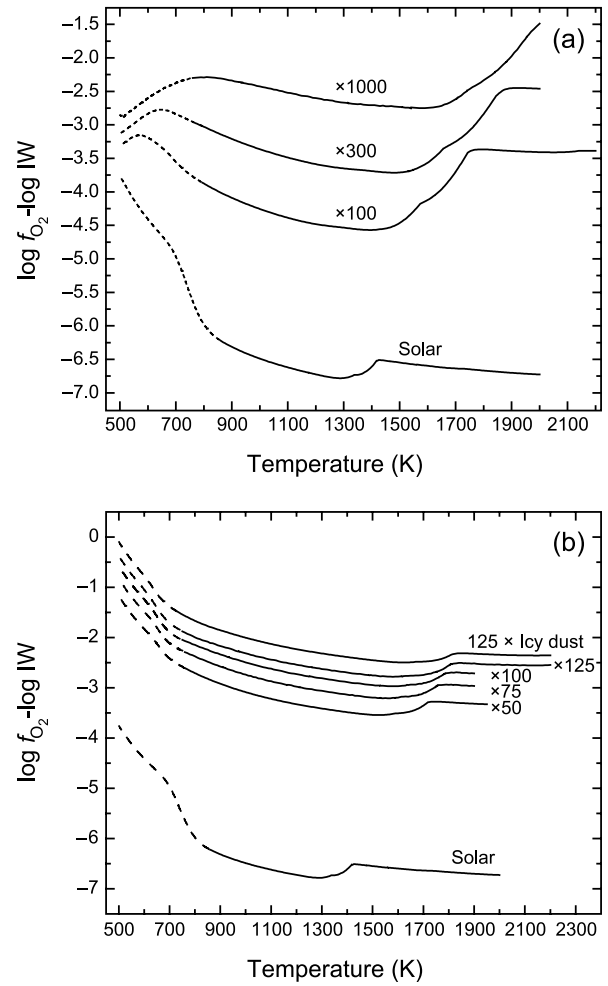 (a)
−1.5
−2.0
−2.5
−3.0
−3.5
−4.0
−4.5
−5.0
−5.5
−6.0
−6.5
−7.0
log fO2-log IW
×1000
×300
×100
Solar
500 700 900 1100 1300 1500 1700 1900 2100
Temperature (K)
(b)
0
−1
−2
−3
−4
−5
−6
−7
log fO2-log IW
125 × Icy dust
×125
×100
×75
×50
Solar
500 700 900 1100 1300 1500 1700 1900 2100 2300
Temperature (K)